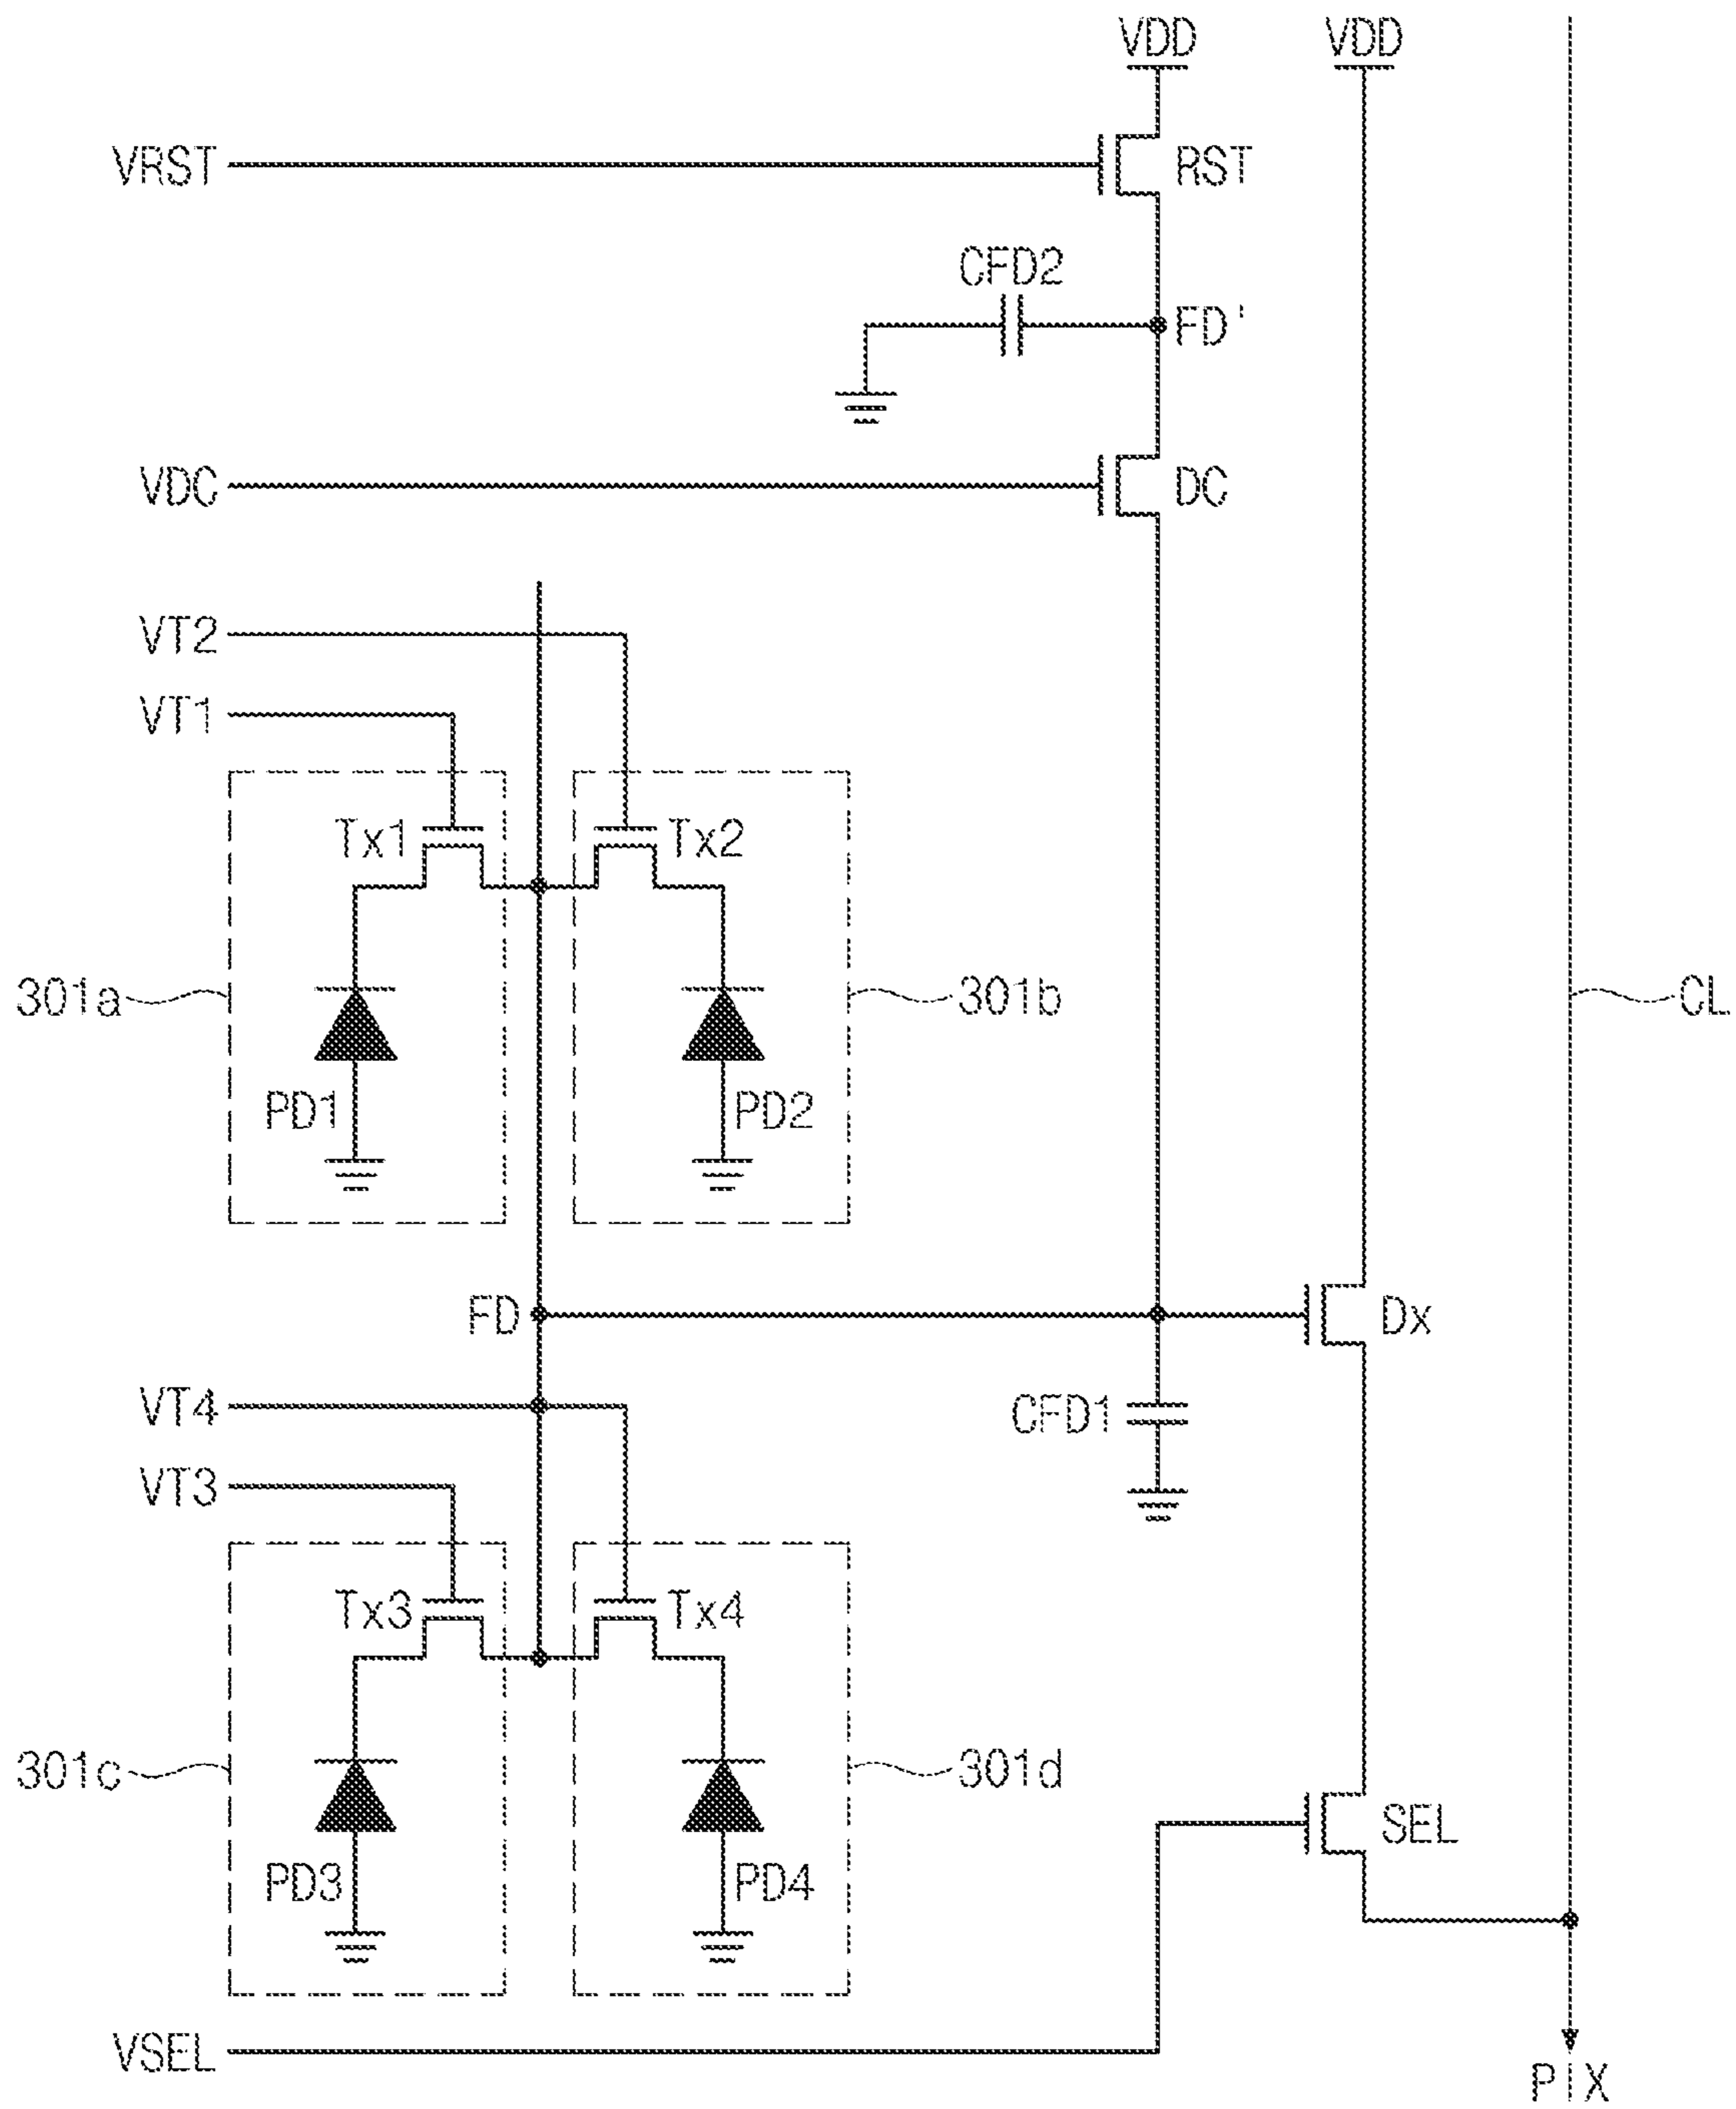 VDD VDD
VRST RST
CFD2
FD'
VDC DC
VT2
VT1
Tx1 Tx2
301a 301b CL
PD1 PD2
FD Dx
VT4 CFD1
VT3
Tx3 Tx4
301c 301d
SEL
PD3 PD4
VSEL
PIX